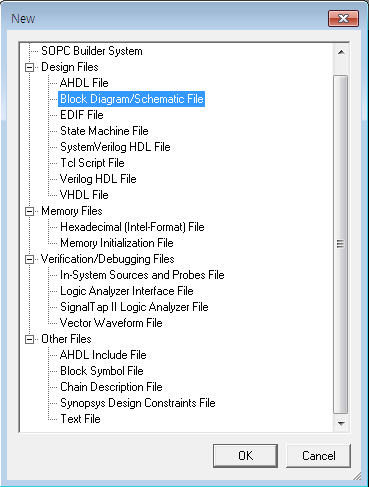 New
SOPC Builder System
Design Files
AHDL File
Block Diagram/Schematic File
EDIF File
State Machine File
SystemVerilog HDL File
Tcl Script File
Verilog HDL File
VHDL File
Memory Files
Hexadecimal (Intel-Format) File
Memory Initialization File
Verification/Debugging Files
In-System Sources and Probes File
Logic Analyzer Interface File
SignalTap II Logic Analyzer File
Vector Waveform File
Other Files
AHDL Include File
Block Symbol File
Chain Description File
Synopsys Design Constraints File
Text File
OK Cancel